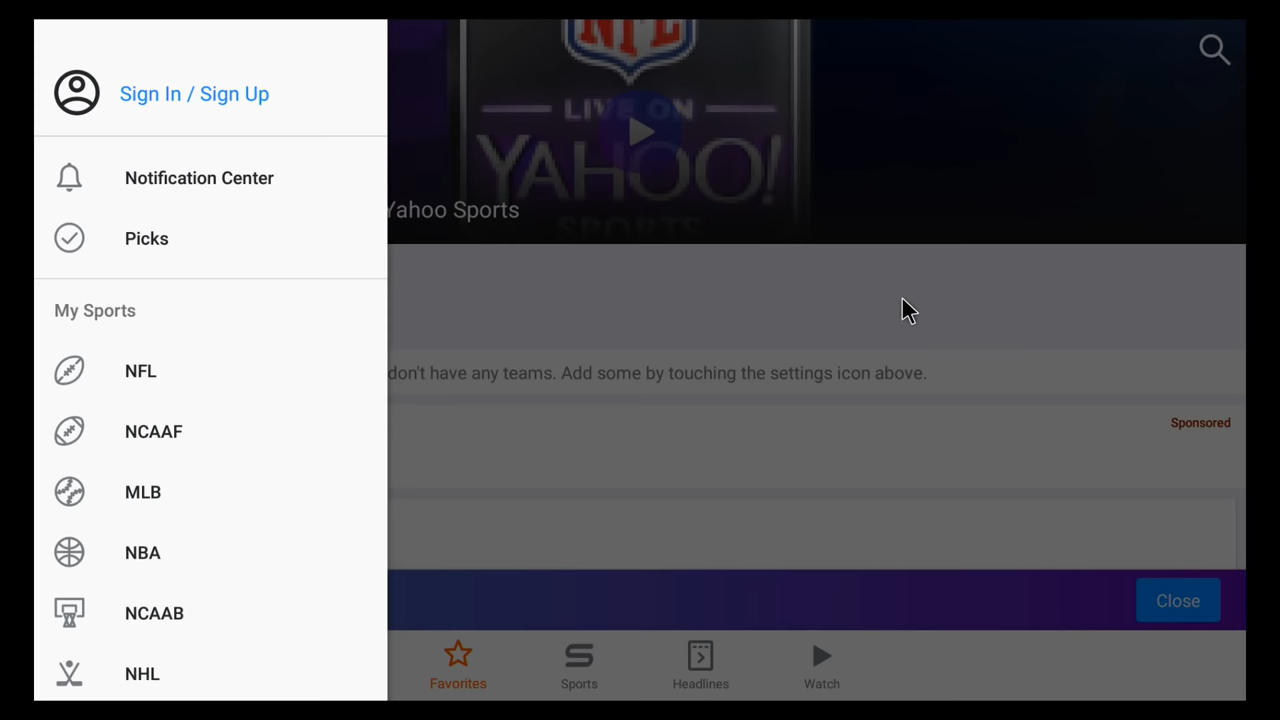 Sign In / Sign Up
Notification Center
Picks
My Sports
NFL
NCAAF
MLB
NBA
NCAAB
NHL
NFL
LIVE ON
YAHOO!
SPORTS
Yahoo Sports
don't have any teams. Add some by touching the settings icon above.
Sponsored
Close
Favorites
Sports
Headlines
Watch